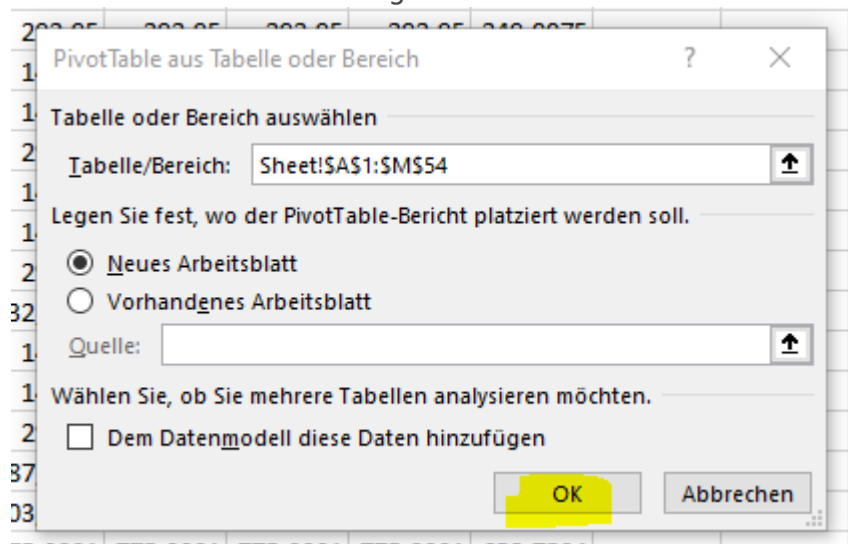 PivotTable aus Tabelle oder Bereich ? ×
Tabelle oder Bereich auswählen
Tabelle/Bereich: Sheet!$A$1:$M$54
Legen Sie fest, wo der PivotTable-Bericht platziert werden soll.
Neues Arbeitsblatt
Vorhandenes Arbeitsblatt
Quelle:
Wählen Sie, ob Sie mehrere Tabellen analysieren möchten.
Dem Datenmodell diese Daten hinzufügen
OK Abbrechen